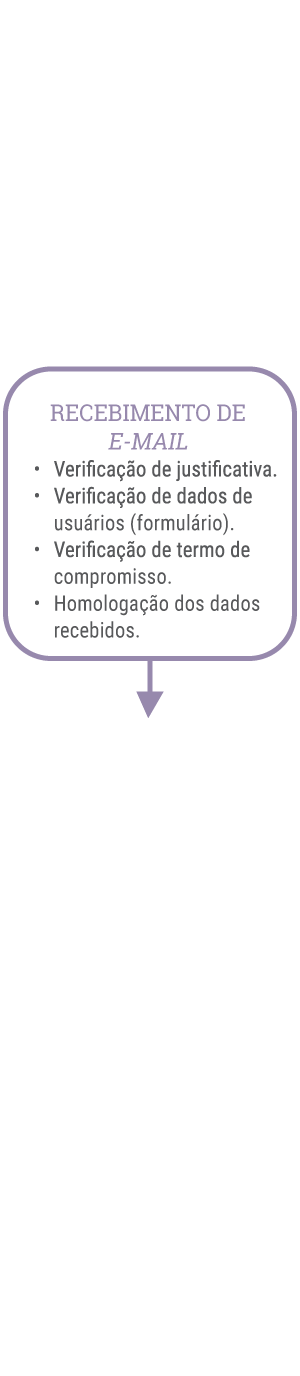 RECEBIMENTO DE
E-MAIL
• Verificação de justificativa.
• Verificação de dados de
usuários (formulário).
• Verificação de termo de
compromisso.
• Homologação dos dados
recebidos.